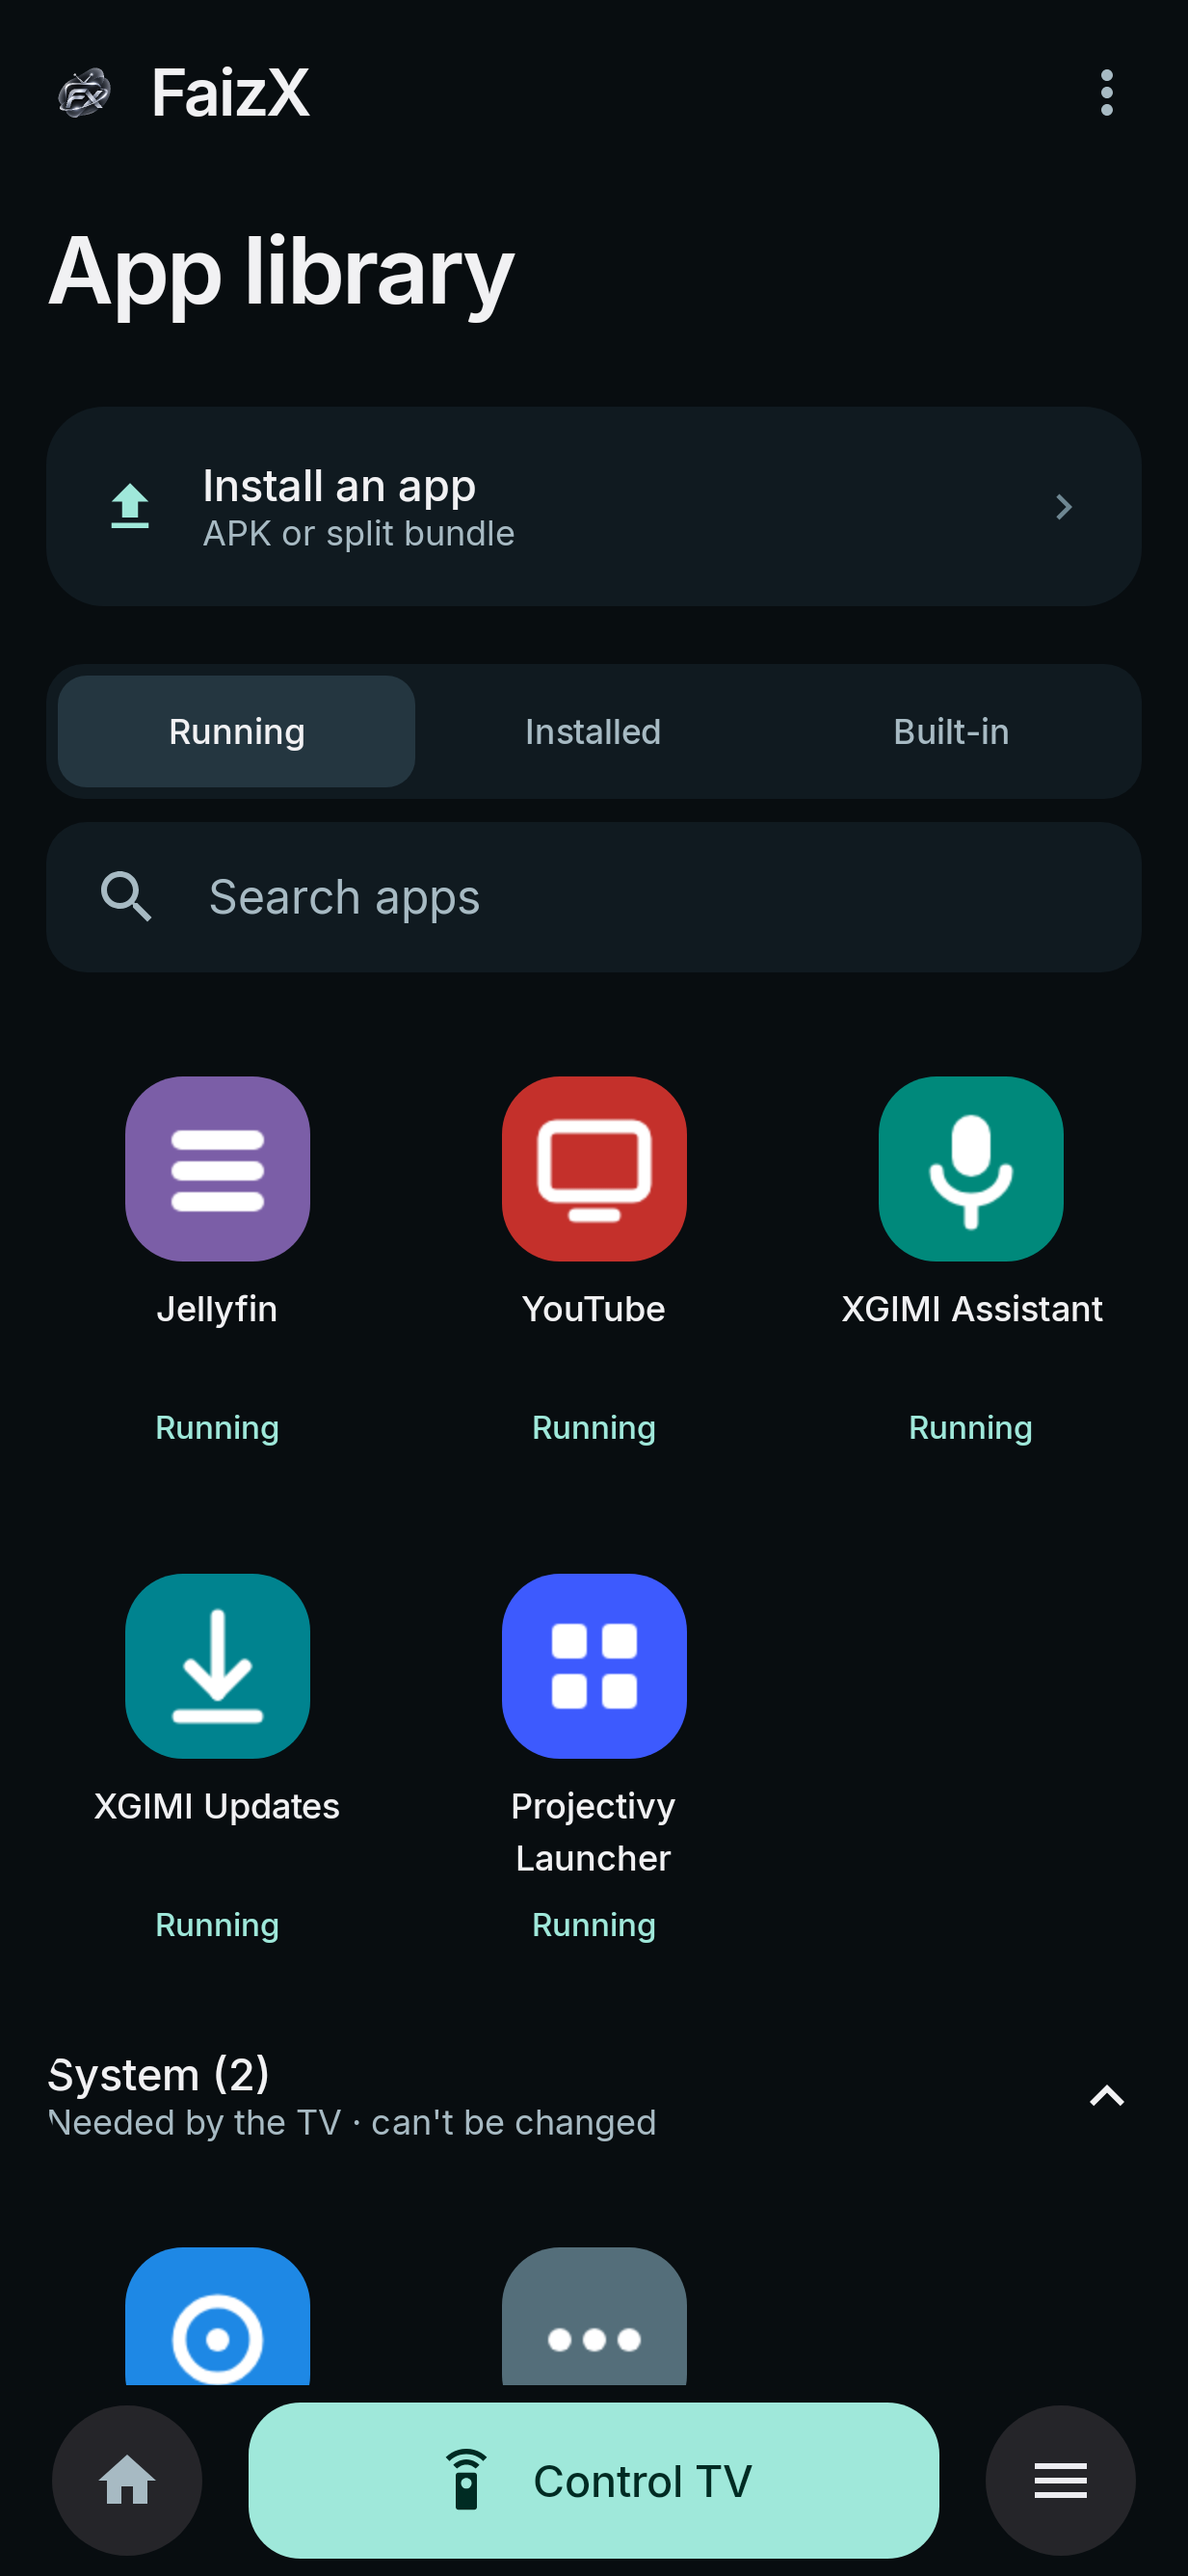 FX
FaizX
App library
Install an app
APK or split bundle
Running
Installed
Built-in
Search apps
Jellyfin
YouTube
XGIMI Assistant
Running
Running
Running
XGIMI Updates
Projectivy
Launcher
Running
Running
System (2)
Needed by the TV · can't be changed
Control TV